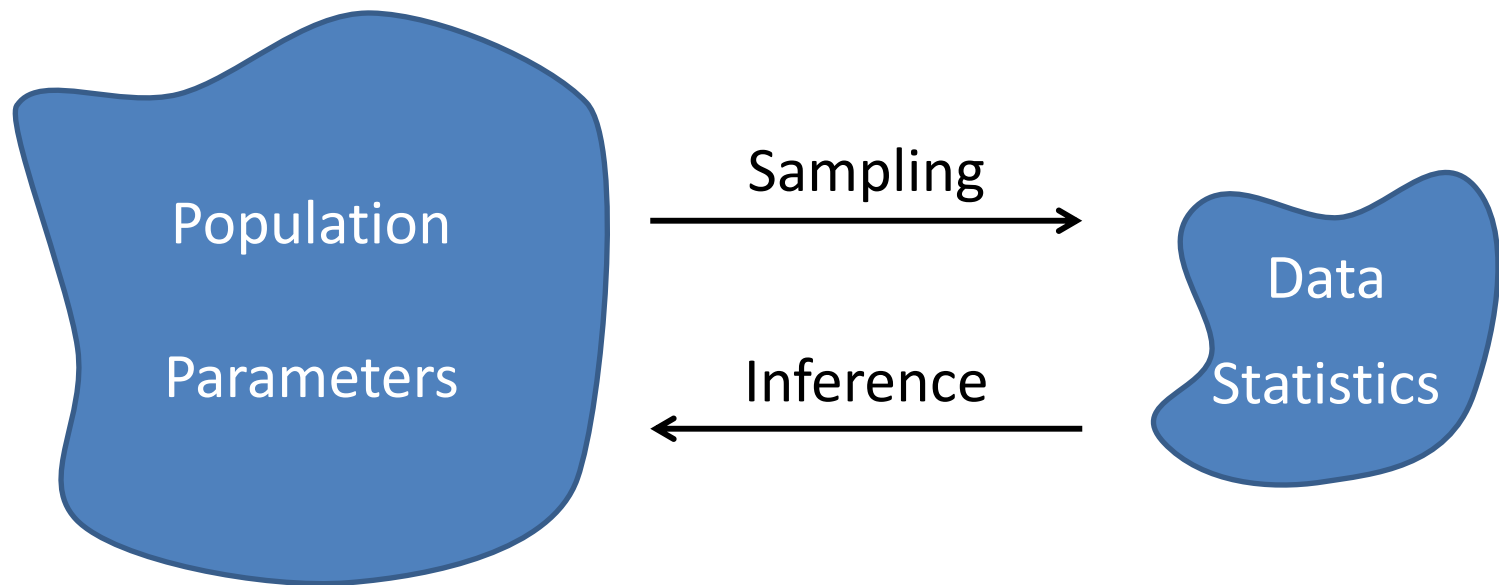 Population
Parameters
Sampling
Inference
Data
Statistics